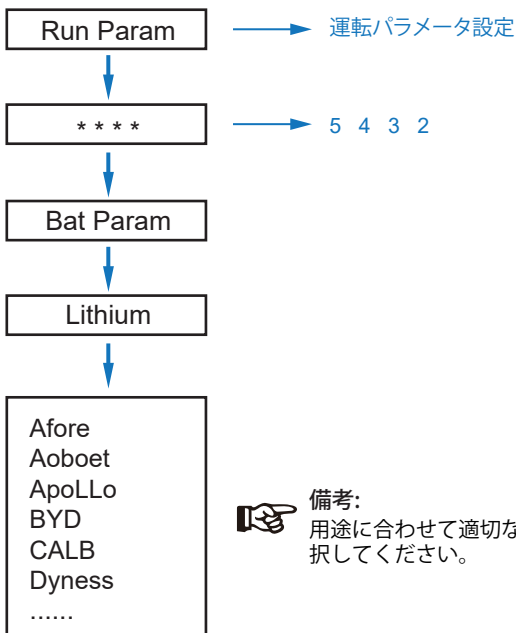 Run Param
運転パラメータ設定
* * * *
5 4 3 2
Bat Param
Lithium
Afore
Aoboet
ApoLLo
BYD
CALB
Dyness
......
備考:
用途に合わせて適切な
択してください。